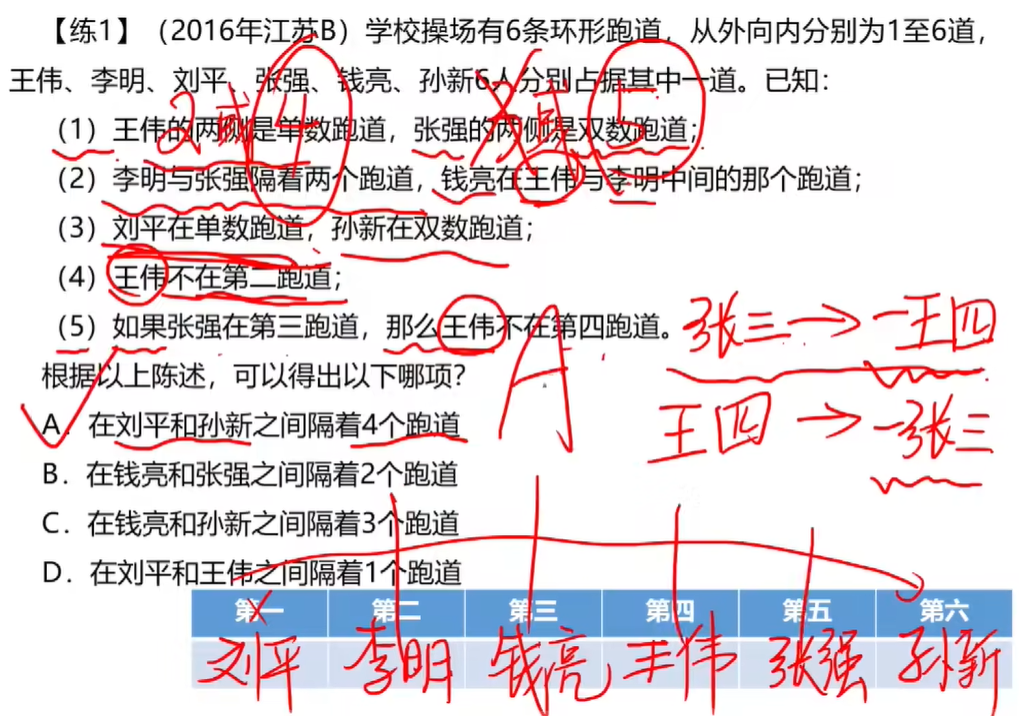 【练1】（2016年江苏B）学校操场有6条环形跑道，从外向内分别为1至6道，
王伟、李明、刘平、张强、钱亮、孙新6人分别占据其中一道。已知：
2或4
3或5
（1）王伟的两侧是单数跑道，张强的两侧是双数跑道；
（2）李明与张强隔着两个跑道，钱亮在王伟与李明中间的那个跑道；
（3）刘平在单数跑道，孙新在双数跑道；
（4）王伟不在第二跑道；
（5）如果张强在第三跑道，那么王伟不在第四跑道。
张三→-王四
根据以上陈述，可以得出以下哪项？
A
A．在刘平和孙新之间隔着4个跑道
王四→-张三
B．在钱亮和张强之间隔着2个跑道
C．在钱亮和孙新之间隔着3个跑道
D．在刘平和王伟之间隔着1个跑道
第一 第二 第三 第四 第五 第六
刘平 李明 钱亮 王伟 张强 孙新